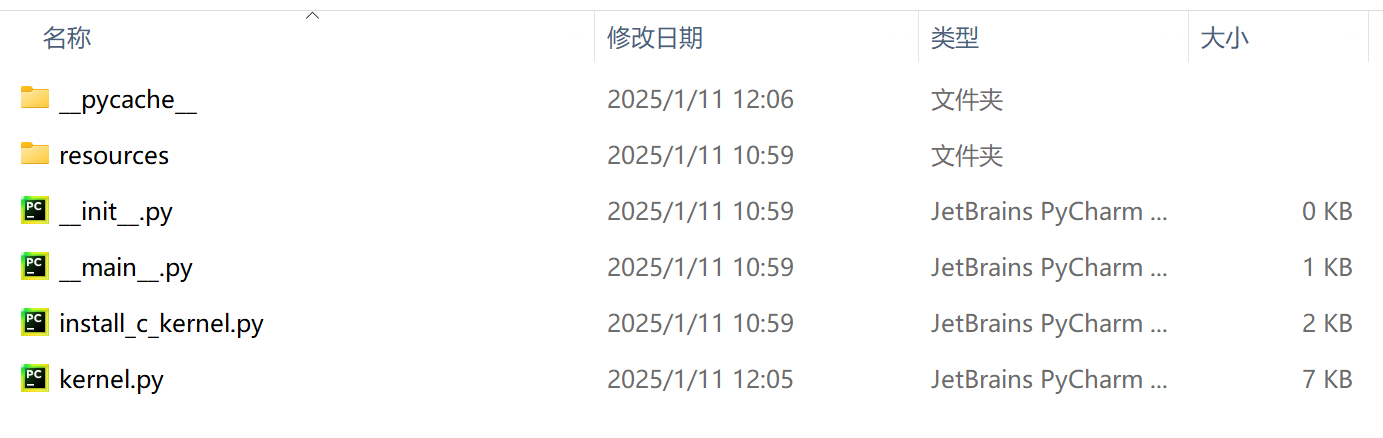 名称 修改日期 类型 大小
__pycache__ 2025/1/11 12:06 文件夹
resources 2025/1/11 10:59 文件夹
__init__.py 2025/1/11 10:59 JetBrains PyCharm ... 0 KB
__main__.py 2025/1/11 10:59 JetBrains PyCharm ... 1 KB
install_c_kernel.py 2025/1/11 10:59 JetBrains PyCharm ... 2 KB
kernel.py 2025/1/11 12:05 JetBrains PyCharm ... 7 KB